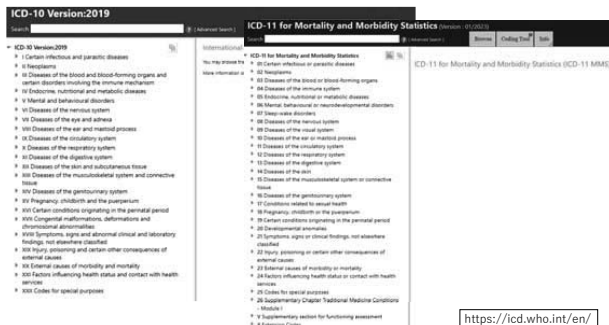 ICD-10 Version:2019
Search
[ Advanced Search ]
ICD-10 Version:2019
I Certain infectious and parasitic diseases
II Neoplasms
III Diseases of the blood and blood-forming organs and
certain disorders involving the immune mechanism
IV Endocrine, nutritional and metabolic diseases
V Mental and behavioural disorders
VI Diseases of the nervous system
VII Diseases of the eye and adnexa
VIII Diseases of the ear and mastoid process
IX Diseases of the circulatory system
X Diseases of the respiratory system
XI Diseases of the digestive system
XII Diseases of the skin and subcutaneous tissue
XIII Diseases of the musculoskeletal system and connective
tissue
XIV Diseases of the genitourinary system
XV Pregnancy, childbirth and the puerperium
XVI Certain conditions originating in the perinatal period
XVII Congenital malformations, deformations and
chromosomal abnormalities
XVIII Symptoms, signs and abnormal clinical and laboratory
findings, not elsewhere classified
XIX Injury, poisoning and certain other consequences of
external causes
XX External causes of morbidity and mortality
XXI Factors influencing health status and contact with health
services
XXII Codes for special purposes
International
You may browse the
More information
ICD-11 for Mortality and Morbidity Statistics (Version : 01/2023)
Search
[ Advanced Search ]
Browse
Coding Tool
Info
ICD-11 for Mortality and Morbidity Statistics
01 Certain infectious or parasitic diseases
02 Neoplasms
03 Diseases of the blood or blood-forming organs
04 Diseases of the immune system
05 Endocrine, nutritional or metabolic diseases
06 Mental, behavioural or neurodevelopmental disorders
07 Sleep-wake disorders
08 Diseases of the nervous system
09 Diseases of the visual system
10 Diseases of the ear or mastoid process
11 Diseases of the circulatory system
12 Diseases of the respiratory system
13 Diseases of the digestive system
14 Diseases of the skin
15 Diseases of the musculoskeletal system or connective
tissue
16 Diseases of the genitourinary system
17 Conditions related to sexual health
18 Pregnancy, childbirth or the puerperium
19 Certain conditions originating in the perinatal period
20 Developmental anomalies
21 Symptoms, signs or clinical findings, not elsewhere
classified
22 Injury, poisoning or certain other consequences of
external causes
23 External causes of morbidity or mortality
24 Factors influencing health status or contact with health
services
25 Codes for special purposes
26 Supplementary Chapter Traditional Medicine Conditions
- Module I
V Supplementary section for functioning assessment
X Extension Codes
ICD-11 for Mortality and Morbidity Statistics (ICD-11 MMS)
https://icd.who.int/en/